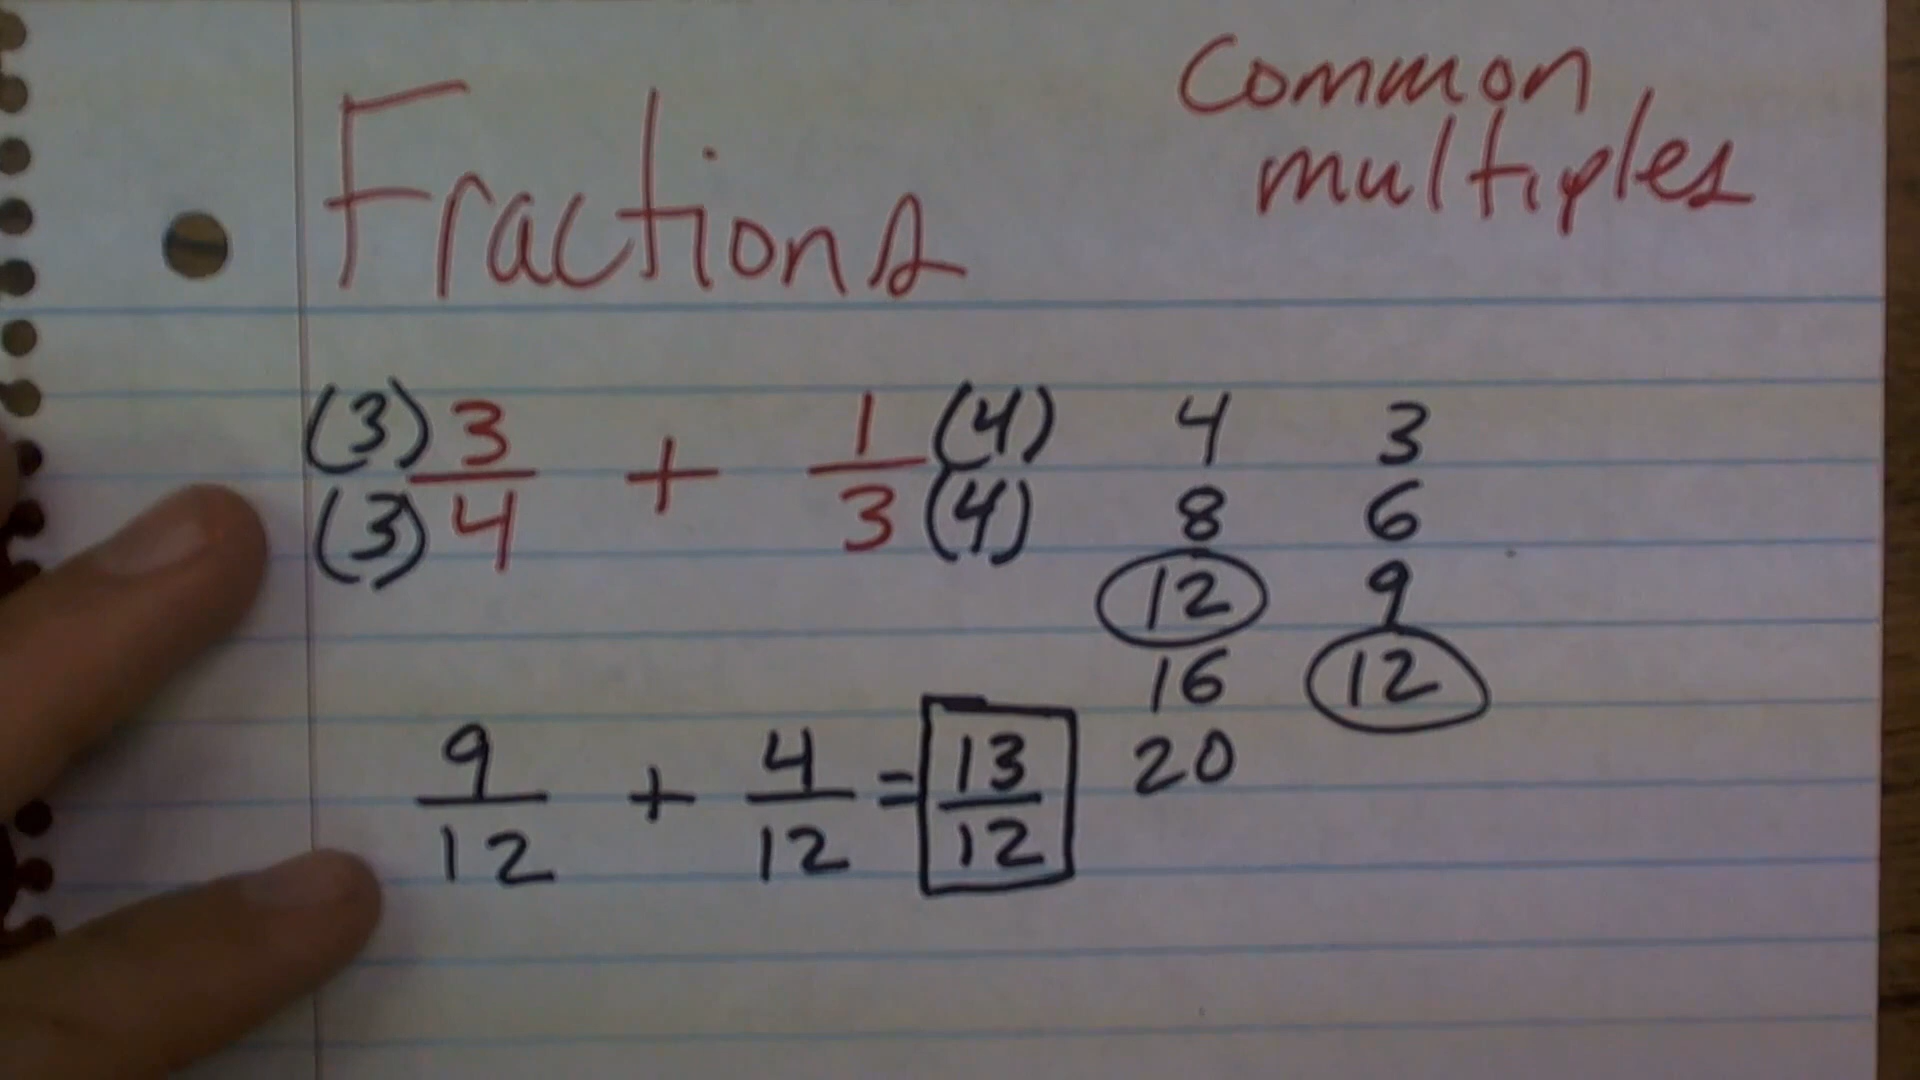 Fractions
Common
multiples
(3) 3 + 1 (4)
(3) 4 3 (4)
4 3
8 6
12 9
16 12
20
9 + 4 = 13
12 12 12